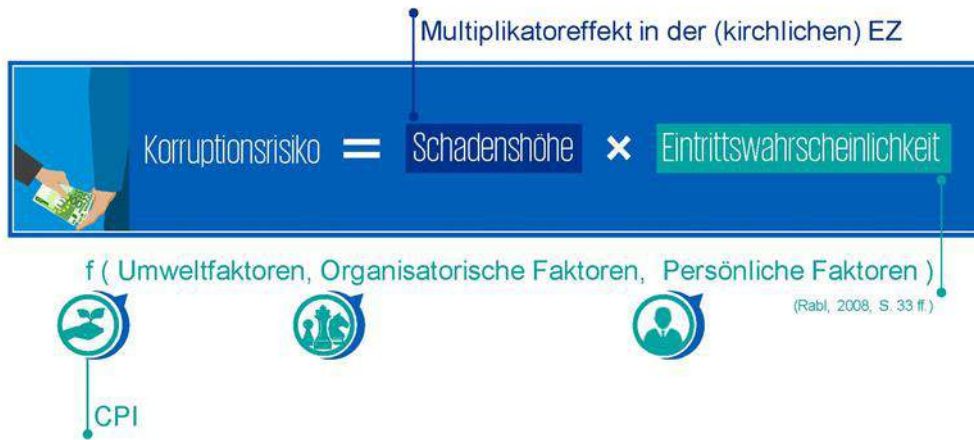 Multiplikatoreffekt in der (kirchlichen) EZ
Korruptionsrisiko = Schadenshöhe × Eintrittswahrscheinlichkeit
f ( Umweltfaktoren, Organisatorische Faktoren, Persönliche Faktoren )
(Rabl, 2008, S. 33 ff.)
CPI